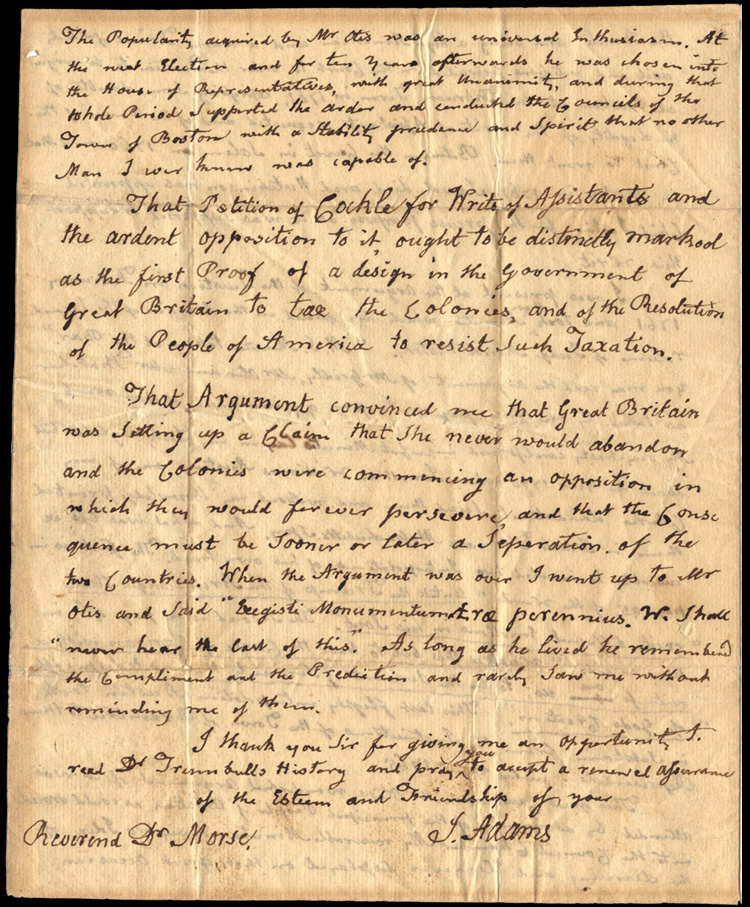 The Popularity acquired by Mr Otis was an universal Enthusiasm. At
the next Election and for ten Years afterwards he was chosen into
the House of Representatives, with great Unanimity, and during that
whole Period Supported the order and conducted the Councils of the
Town of Boston with a Stability prudence and Spirit that no other
Man I ever knew was capable of.
That Petition of Cockle for Writs of Assistants and
the ardent opposition to it, ought to be distinctly marked
as the first Proof of a design in the Government of
Great Britain to tax the Colonies, and of the Resolution
of the People of America to resist Such Taxation.
That Argument convinced me that Great Britain
was Setting up a Claim that She never would abandon
and the Colonies were commencing an opposition in
which they would forever persevere, and that the Conse
quence must be Sooner or later a Seperation of the
two Countries. When the Argument was over I went up to Mr
Otis and Said "Exegisti Monumentum Æræ perennius. We Shall
"never hear the last of this". As long as he lived he remembered
the Compliment and the Prediction and rarely Saw me without
reminding me of them.
I thank you Sir for giving me an opportunity to
read Dr Trumbulls History and pray you to accept a renewed assurance
of the Esteem and Friendship of your
Reverend Dr Morse. J. Adams